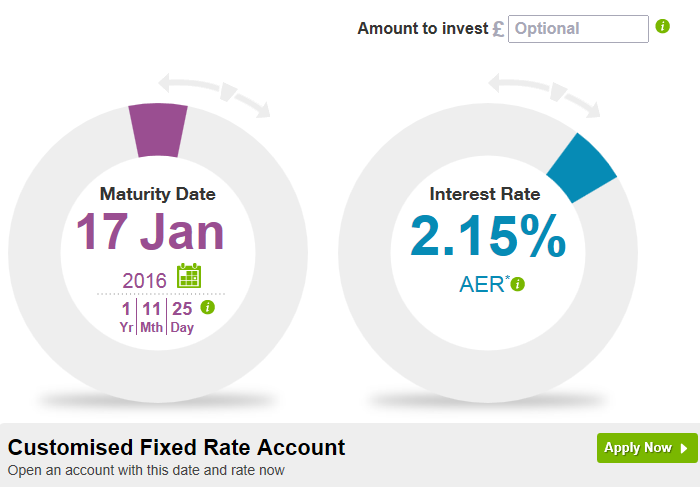 Amount to invest £ Optional i
Maturity Date
17 Jan
2016
1 11 25 i
Yr Mth Day
Interest Rate
2.15%
AER* i
Customised Fixed Rate Account
Open an account with this date and rate now
Apply Now